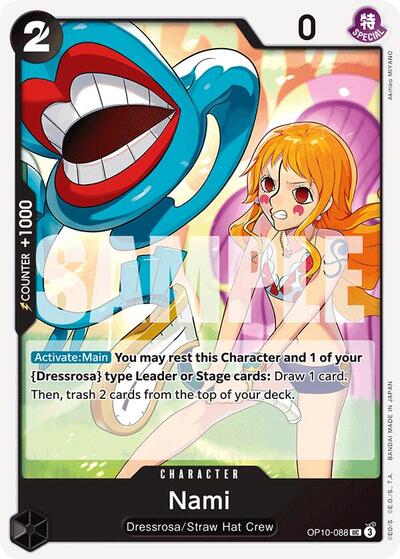 2
0
特
SPECIAL
Akihiro MIYANO
COUNTER +1000
SAMPLE
Activate:Main You may rest this Character and 1 of your
{Dressrosa} type Leader or Stage cards: Draw 1 card.
Then, trash 2 cards from the top of your deck.
CHARACTER
Nami
Dressrosa/Straw Hat Crew
OP10-088 UC 3
©E.O./S., T.A. BANDAI MADE IN JAPAN
©E.O/S